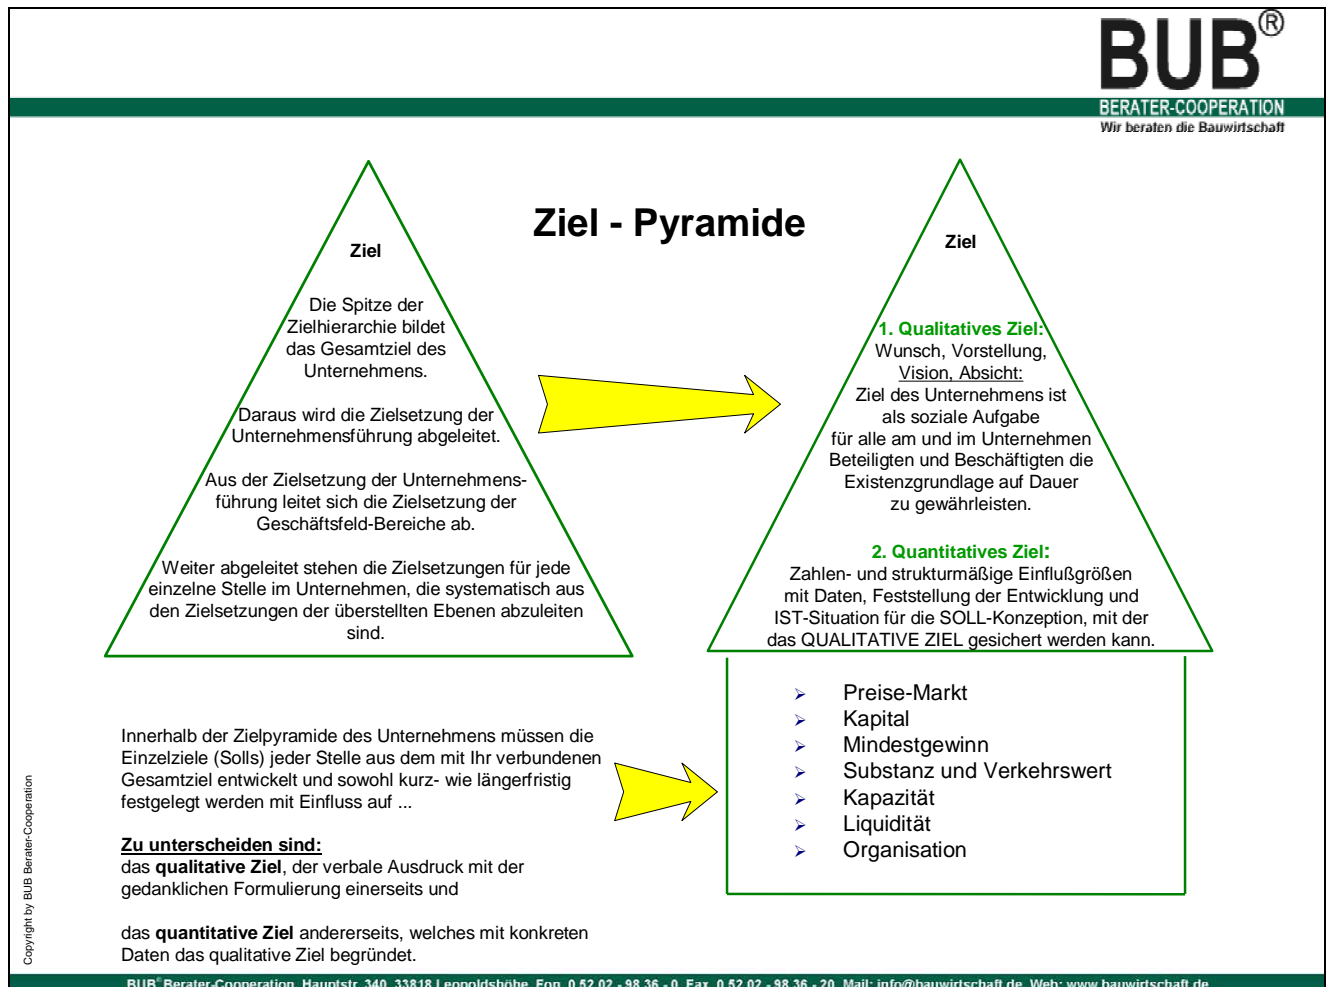 BUB®
BERATER-COOPERATION
Wir beraten die Bauwirtschaft
Ziel - Pyramide
Ziel
Die Spitze der
Zielhierarchie bildet
das Gesamtziel des
Unternehmens.
Daraus wird die Zielsetzung der
Unternehmensführung abgeleitet.
Aus der Zielsetzung der Unternehmens-
führung leitet sich die Zielsetzung der
Geschäftsfeld-Bereiche ab.
Weiter abgeleitet stehen die Zielsetzungen für jede
einzelne Stelle im Unternehmen, die systematisch aus
den Zielsetzungen der überstellten Ebenen abzuleiten
sind.
Ziel
1. Qualitatives Ziel:
Wunsch, Vorstellung,
Vision, Absicht:
Ziel des Unternehmens ist
als soziale Aufgabe
für alle am und im Unternehmen
Beteiligten und Beschäftigten die
Existenzgrundlage auf Dauer
zu gewährleisten.
2. Quantitatives Ziel:
Zahlen- und strukturmäßige Einflußgrößen
mit Daten, Feststellung der Entwicklung und
IST-Situation für die SOLL-Konzeption, mit der
das QUALITATIVE ZIEL gesichert werden kann.
➢ Preise-Markt
➢ Kapital
➢ Mindestgewinn
➢ Substanz und Verkehrswert
➢ Kapazität
➢ Liquidität
➢ Organisation
Innerhalb der Zielpyramide des Unternehmens müssen die
Einzelziele (Solls) jeder Stelle aus dem mit Ihr verbundenen
Gesamtziel entwickelt und sowohl kurz- wie längerfristig
festgelegt werden mit Einfluss auf ...
Zu unterscheiden sind:
das qualitative Ziel, der verbale Ausdruck mit der
gedanklichen Formulierung einerseits und
das quantitative Ziel andererseits, welches mit konkreten
Daten das qualitative Ziel begründet.
Copyright by BUB Berater-Cooperation
BUB® Berater-Cooperation, Hauptstr. 340, 33818 Leopoldshöhe, Fon. 0 52 02 - 98 36 - 0, Fax. 0 52 02 - 98 36 - 20, Mail: info@bauwirtschaft.de, Web: www.bauwirtschaft.de